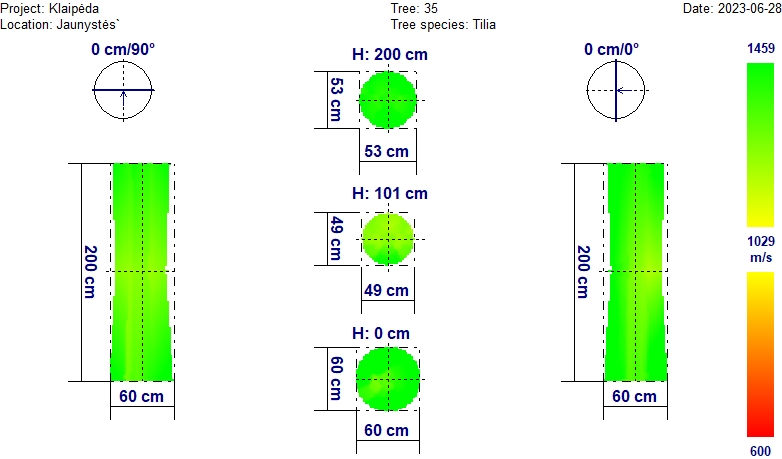 Project: Klaipėda
Tree: 35
Date: 2023-06-28
Location: Jaunystės`
Tree species: Tilia
0 cm/90°
H: 200 cm
0 cm/0°
1459
53 cm
53 cm
H: 101 cm
49 cm
49 cm
200 cm
200 cm
1029
m/s
H: 0 cm
60 cm
60 cm
60 cm
60 cm
600